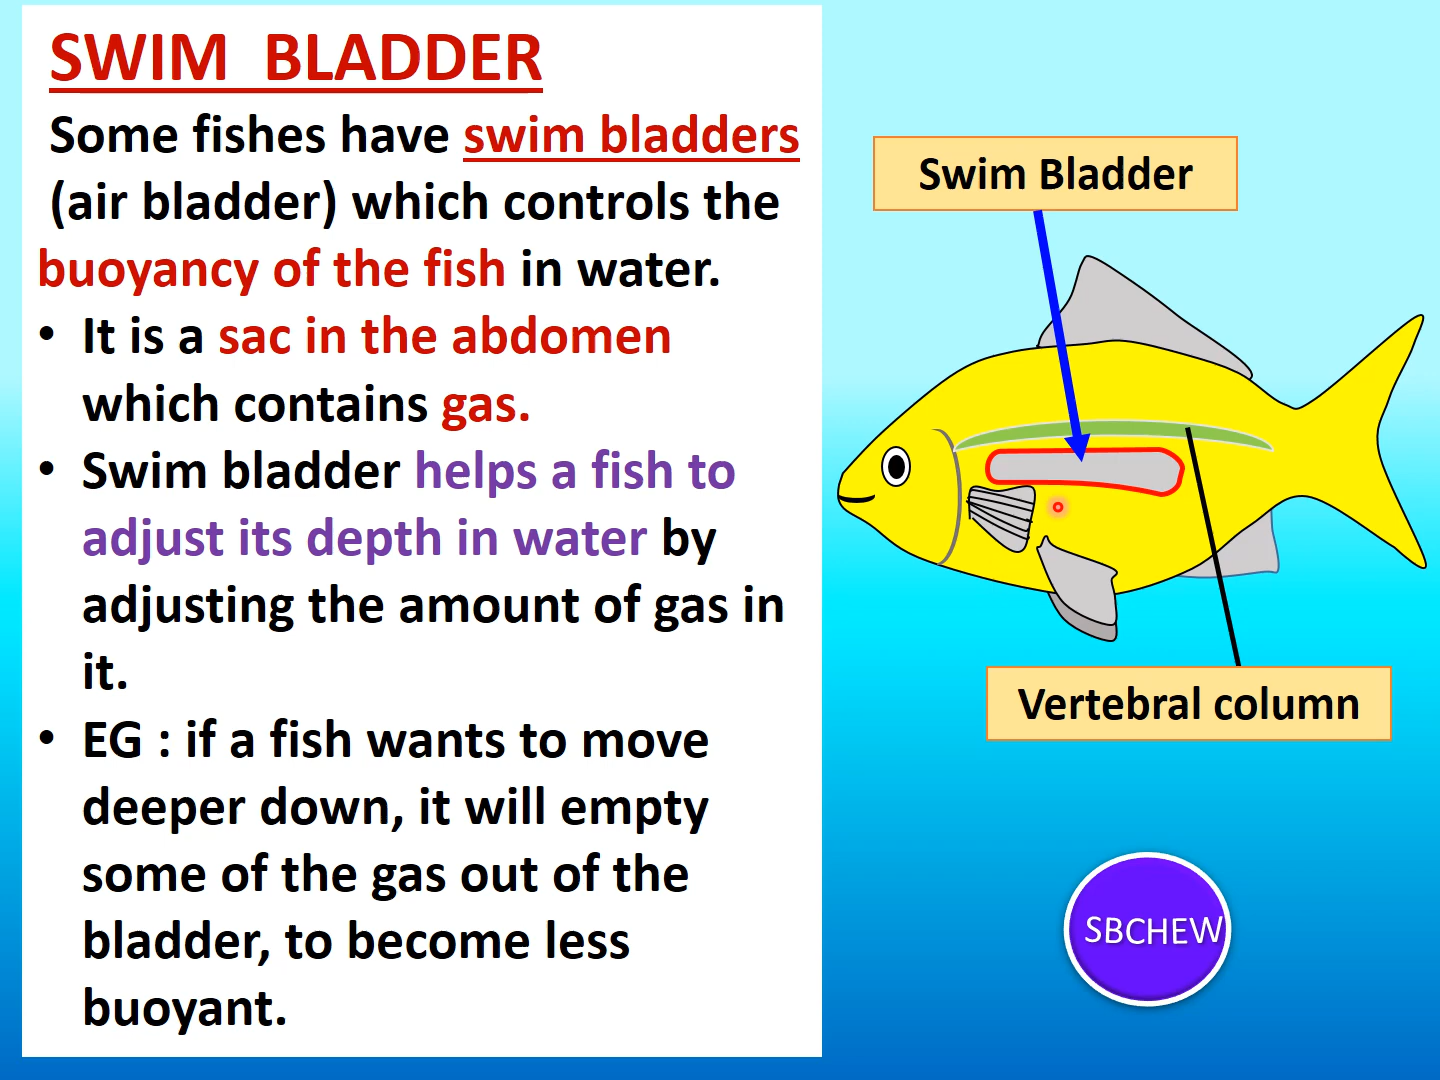 SWIM BLADDER
Some fishes have swim bladders
(air bladder) which controls the
buoyancy of the fish in water.
• It is a sac in the abdomen
which contains gas.
• Swim bladder helps a fish to
adjust its depth in water by
adjusting the amount of gas in
it.
• EG : if a fish wants to move
deeper down, it will empty
some of the gas out of the
bladder, to become less
buoyant.
Swim Bladder
Vertebral column
SBCHEW